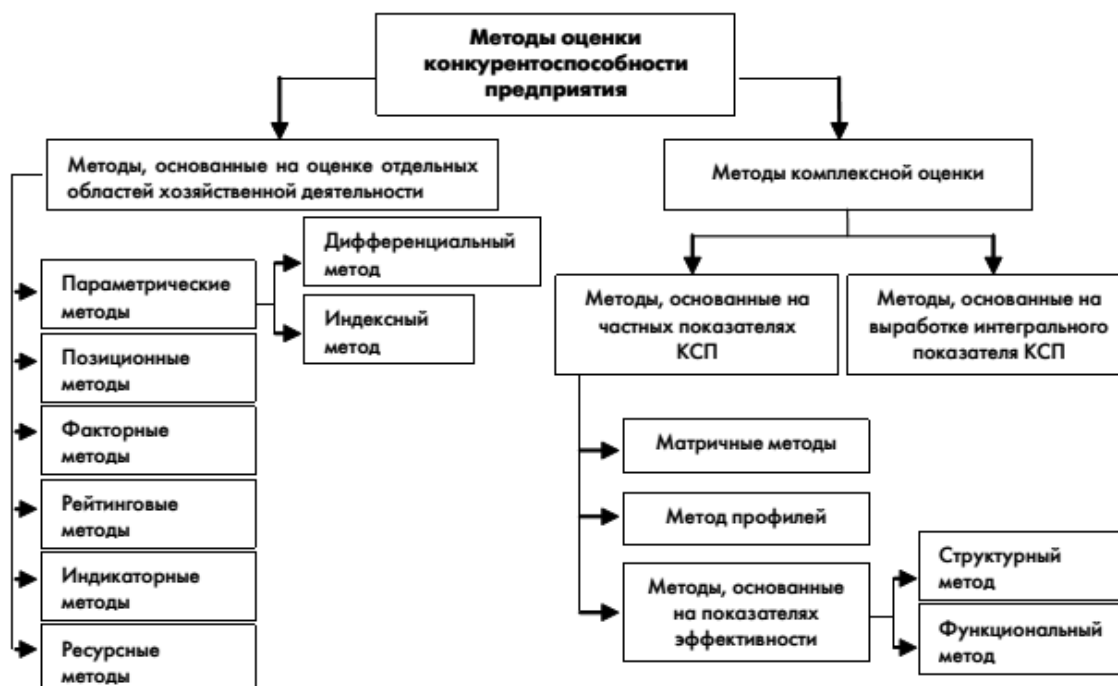 Методы оценки
конкурентоспособности
предприятия
Методы, основанные на оценке отдельных
областей хозяйственной деятельности
Методы комплексной оценки
Параметрические
методы
Дифференциальный
метод
Индексный
метод
Позиционные
методы
Факторные
методы
Рейтинговые
методы
Индикаторные
методы
Ресурсные
методы
Методы, основанные на
частных показателях
КСП
Методы, основанные на
выработке интегрального
показателя КСП
Матричные методы
Метод профилей
Методы, основанные
на показателях
эффективности
Структурный
метод
Функциональный
метод